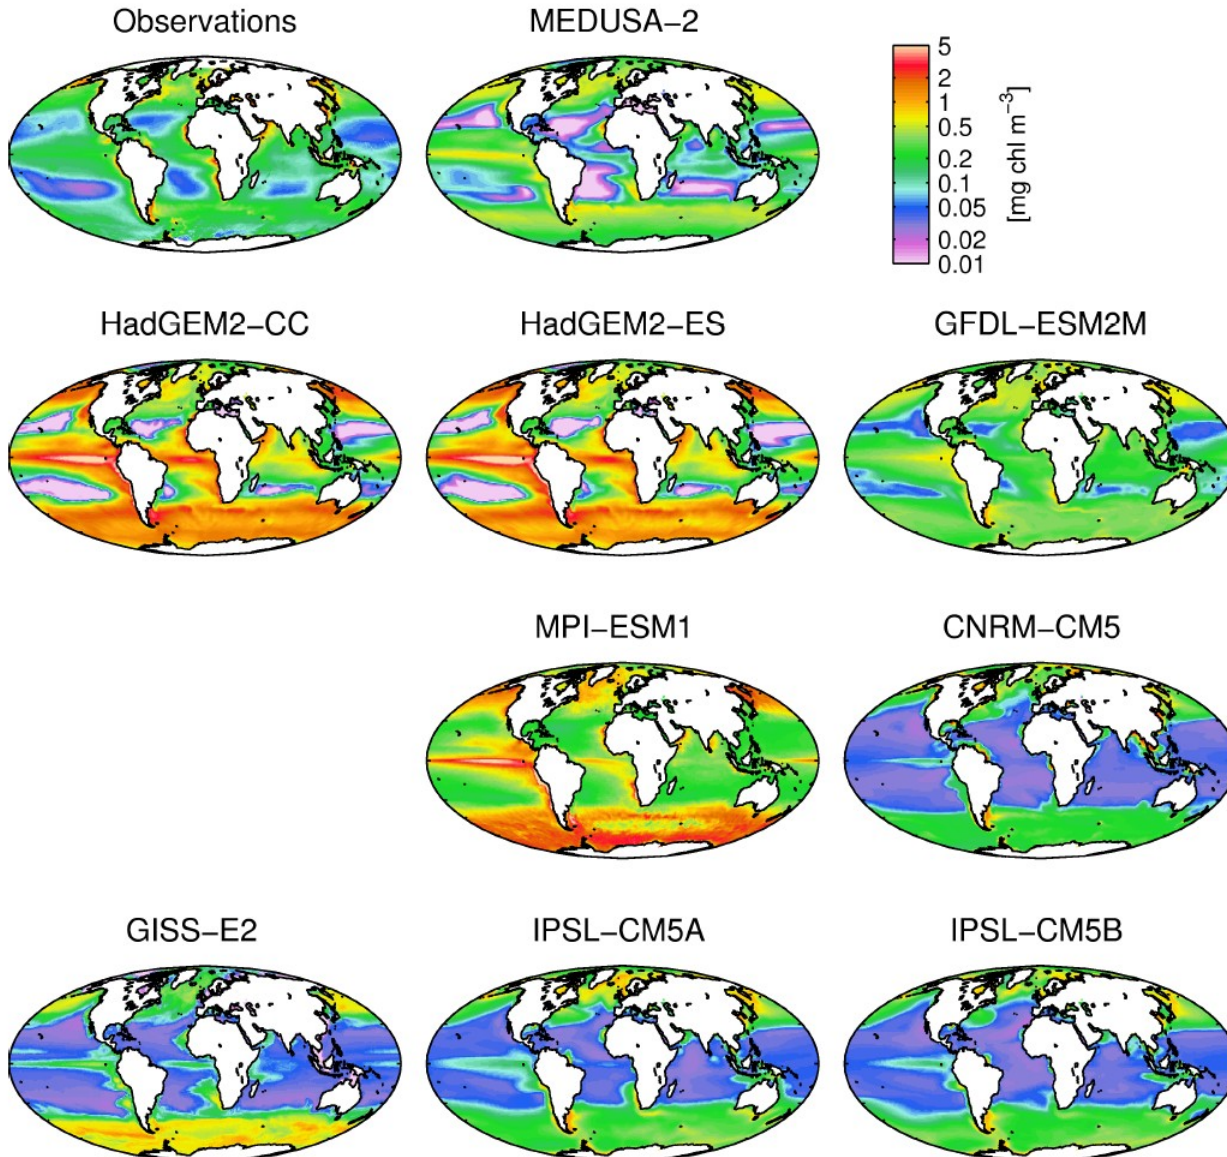 Observations
MEDUSA−2
5
2
1
0.5
0.2
0.1
0.05
0.02
0.01
[mg chl m⁻³]
HadGEM2−CC
HadGEM2−ES
GFDL−ESM2M
MPI−ESM1
CNRM−CM5
GISS−E2
IPSL−CM5A
IPSL−CM5B